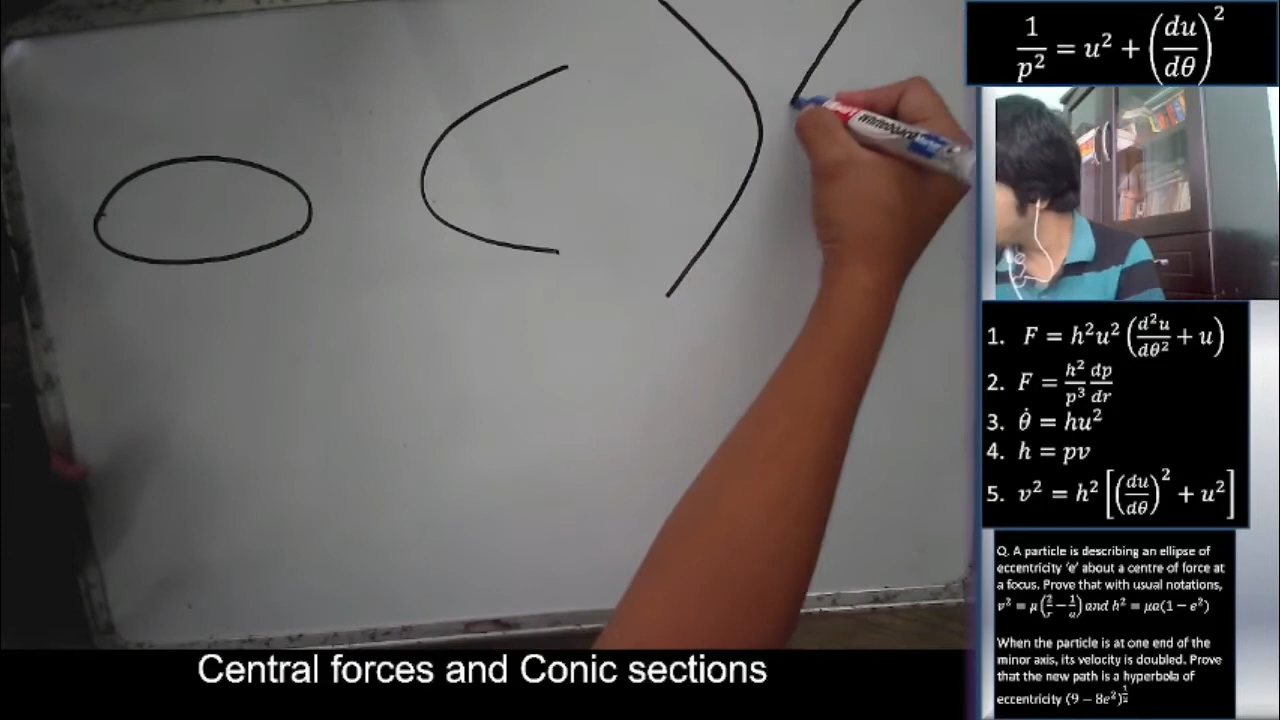 1/p² = u² + (du/dθ)²
Whiteboard
1. F = h²u² (d²u/dθ² + u)
2. F = h²/p³ dp/dr
3. θ̇ = hu²
4. h = pv
5. v² = h² [(du/dθ)² + u²]
Q. A particle is describing an ellipse of
eccentricity 'e' about a centre of force at
a focus. Prove that with usual notations,
v² = μ(2/r − 1/a) and h² = μa(1 − e²)
When the particle is at one end of the
minor axis, its velocity is doubled. Prove
that the new path is a hyperbola of
eccentricity (9 − 8e²)^½
Central forces and Conic sections